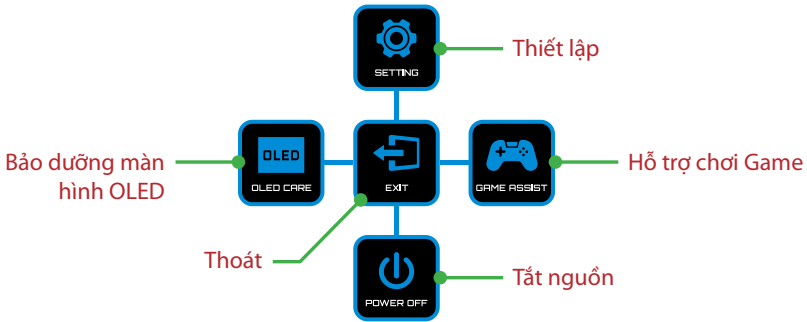 Thiết lập
SETTING
OLED
OLED CARE
EXIT
GAME ASSIST
Bảo dưỡng màn
hình OLED
Hỗ trợ chơi Game
Thoát
POWER OFF
Tắt nguồn